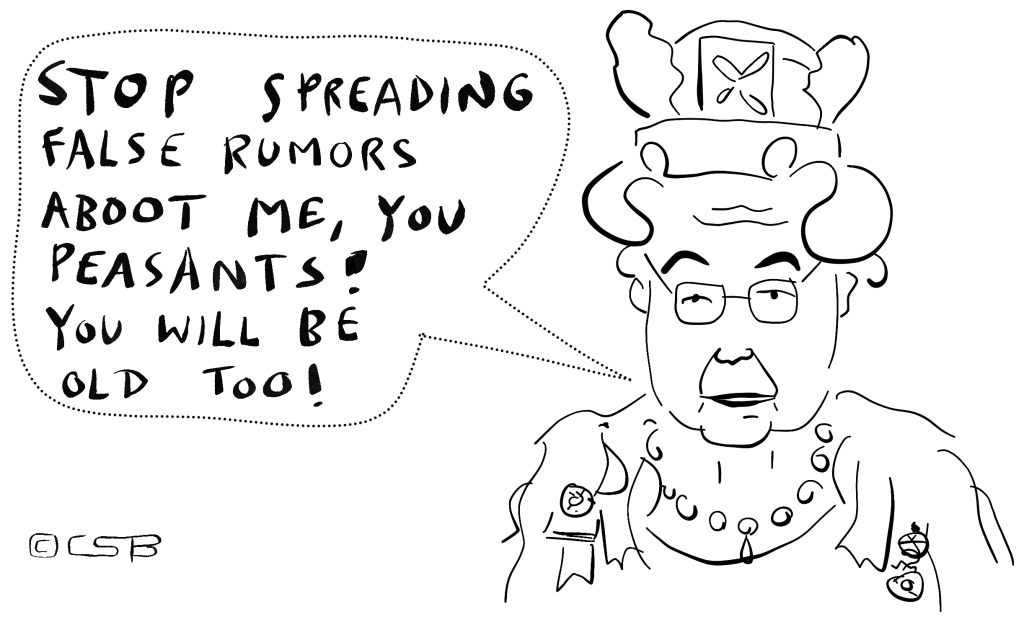 STOP SPREADING
FALSE RUMORS
ABOOT ME, YOU
PEASANTS!
YOU WILL BE
OLD TOO!
© CSB